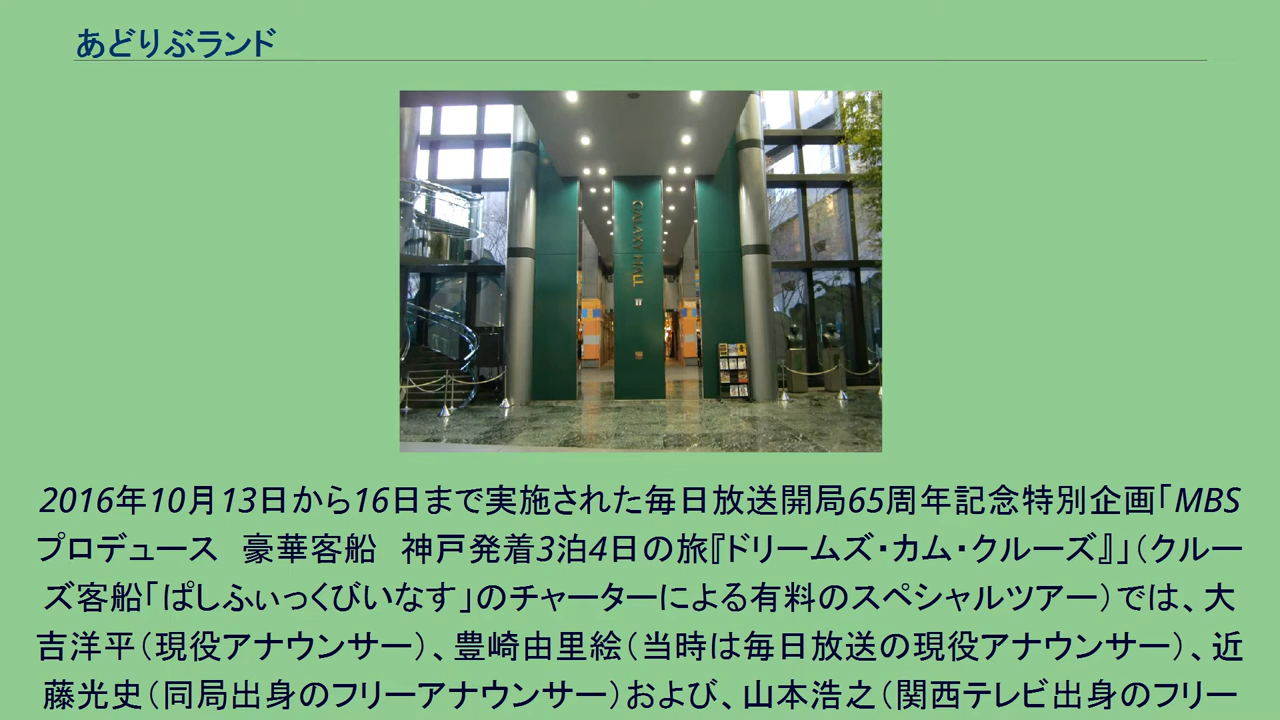 あどりぶランド
GALAXY HALL
2016年10月13日から16日まで実施された毎日放送開局65周年記念特別企画「MBS
プロデュース　豪華客船　神戸発着3泊4日の旅『ドリームズ・カム・クルーズ』」（クルー
ズ客船「ぱしふぃっくびいなす」のチャーターによる有料のスペシャルツアー）では、大
吉洋平（現役アナウンサー）、豊崎由里絵（当時は毎日放送の現役アナウンサー）、近
藤光史（同局出身のフリーアナウンサー）および、山本浩之（関西テレビ出身のフリー